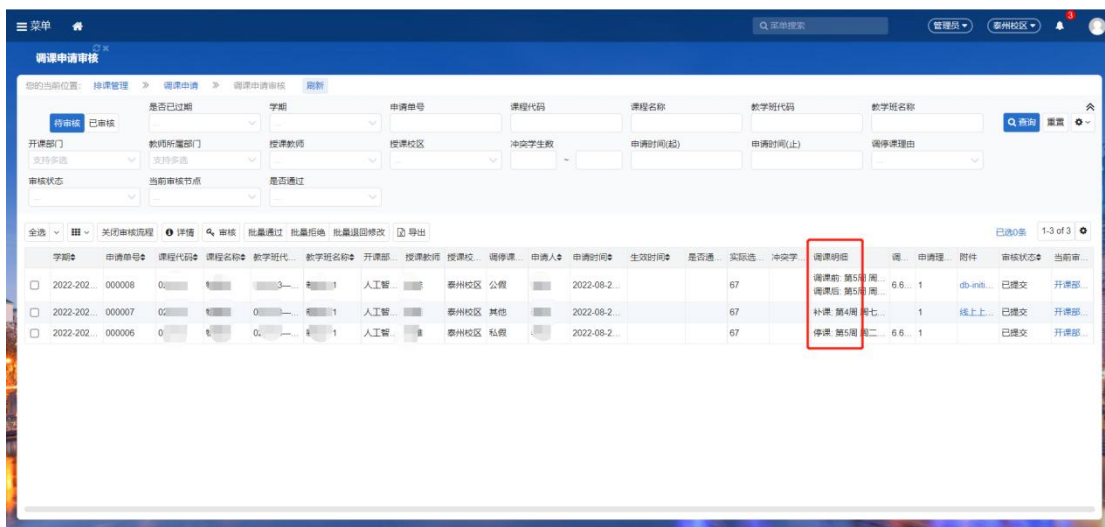 菜单 菜单搜索 管理员 泰州校区 3
调课申请审核
您的当前位置: 排课管理 » 调课申请 » 调课申请审核 刷新
是否已过期 学期 申请单号 课程代码 课程名称 教学班代码 教学班名称
待审核 已审核 ... ... 查询 重置
开课部门 教师所属部门 授课教师 授课校区 冲突学生数 申请时间(起) 申请时间(止) 调停课理由
支持多选 支持多选 ... ... ~ ...
审核状态 当前审核节点 是否通过
... ... ...
全选 关闭审核流程 详情 审核 批量通过 批量拒绝 批量退回修改 导出 已选0条 1-3 of 3
学期 申请单号 课程代码 课程名称 教学班代... 教学班名称 开课部... 授课教师 授课校... 调停课... 申请人 申请时间 生效时间 是否通... 实际选... 冲突学... 调课明细 调... 申请理... 附件 审核状态 当前审...
2022-202... 000008 人工智... 泰州校区 公假 2022-08-2... 67 调课前: 第5周 周... 6.6... 1 db-initi... 已提交 开课部...
调课后: 第5周 周...
2022-202... 000007 人工智... 泰州校区 其他 2022-08-2... 67 补课: 第4周 周七... 1 线上上... 已提交 开课部...
2022-202... 000006 人工智... 泰州校区 私假 2022-08-2... 67 停课: 第5周 周二... 6.6... 1 已提交 开课部...